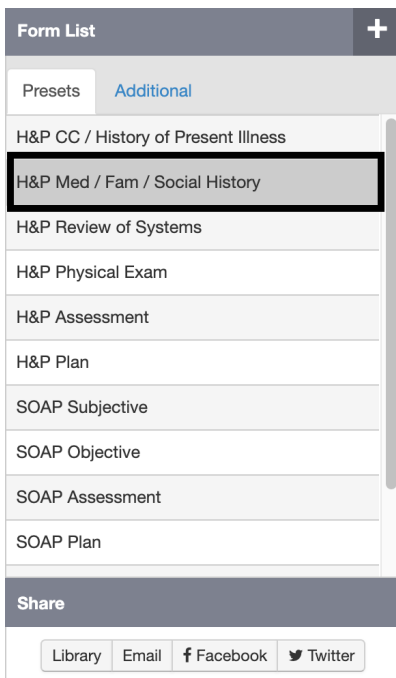 Form List +
Presets Additional
H&P CC / History of Present Illness
H&P Med / Fam / Social History
H&P Review of Systems
H&P Physical Exam
H&P Assessment
H&P Plan
SOAP Subjective
SOAP Objective
SOAP Assessment
SOAP Plan
Share
Library Email Facebook Twitter